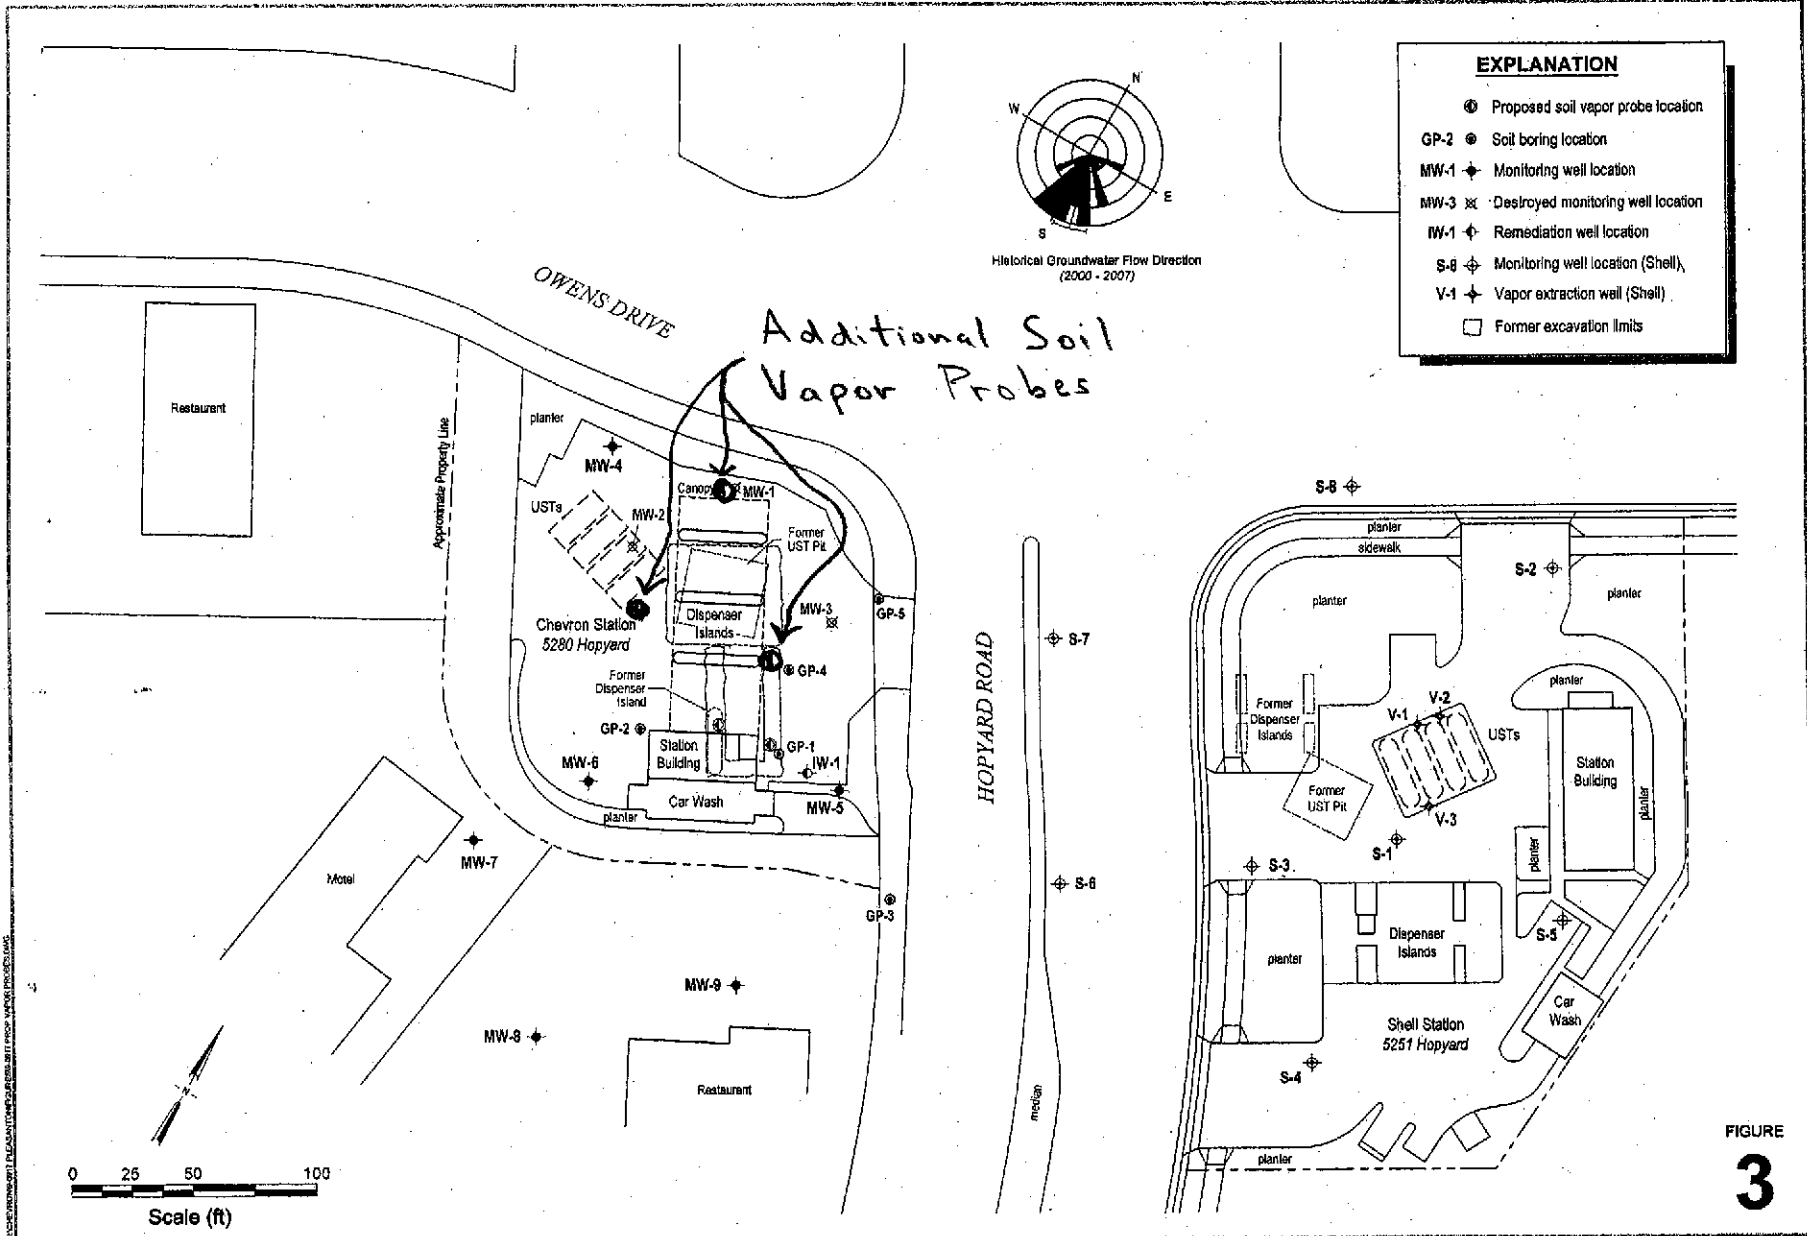 EXPLANATION
Proposed soil vapor probe location
GP-2 Soil boring location
MW-1 Monitoring well location
MW-3 Destroyed monitoring well location
IW-1 Remediation well location
S-8 Monitoring well location (Shell)
V-1 Vapor extraction well (Shell)
Former excavation limits
N
W
E
S
Historical Groundwater Flow Direction
(2000 - 2007)
OWENS DRIVE
Additional Soil
Vapor Probes
Restaurant
Approximate Property Line
planter
MW-4
USTs
MW-2
Canopy
MW-1
Former
UST Pit
MW-3
GP-5
Chevron Station
5280 Hopyard
Dispenser
Islands
GP-4
Former
Dispenser
Island
GP-2
Station
Building
GP-1
IW-1
MW-6
Car Wash
MW-5
planter
MW-7
Motel
GP-3
MW-9
MW-8
Restaurant
HOPYARD ROAD
S-7
S-6
median
S-8
planter
sidewalk
S-2
planter
planter
planter
Former
Dispenser
Islands
V-1
V-2
USTs
Station
Building
Former
UST Pit
V-3
planter
S-1
planter
S-3
Dispenser
Islands
planter
S-5
Car
Wash
Shell Station
5251 Hopyard
S-4
planter
N
0 25 50 100
Scale (ft)
FIGURE
3